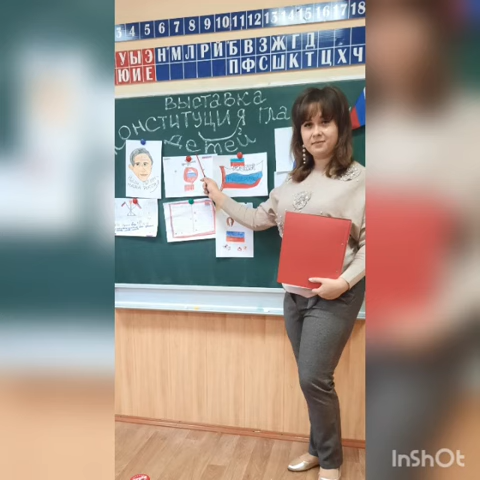 3 4 5 6 7 8 9 10 11 12 13 14 15 16 17 18
У Ы Э Н М Л Р И Б В З Ж Г Д
Ю И Е П Ф С Ш К Т Ц Х Ч
выставка
конституция гла
детей
InShOt